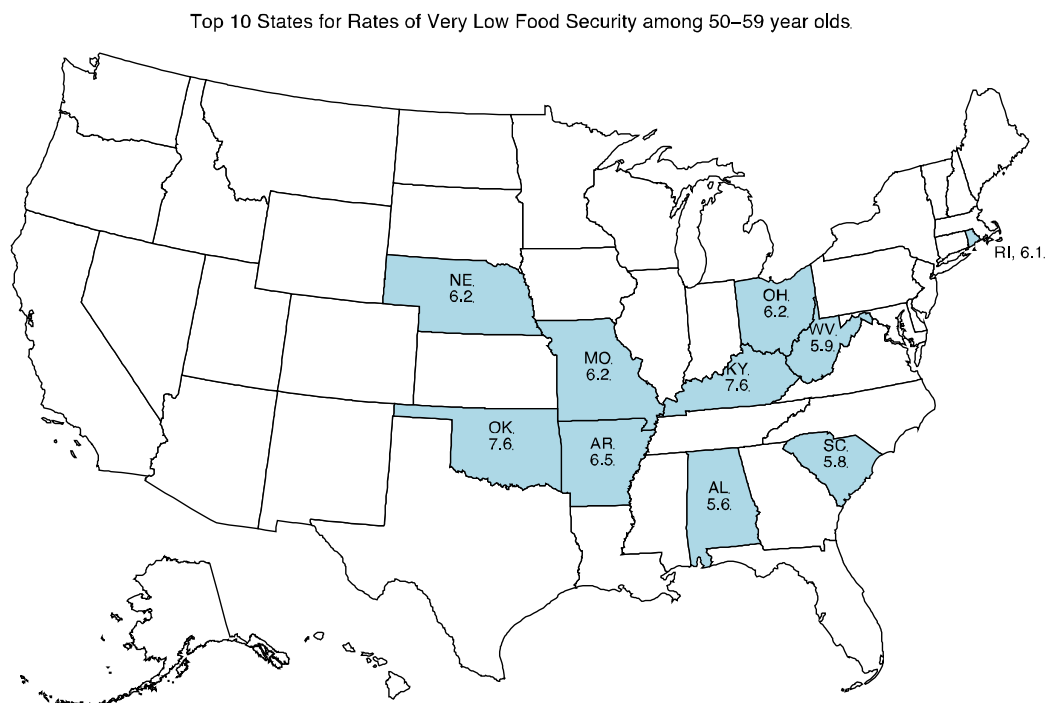 Top 10 States for Rates of Very Low Food Security among 50–59 year olds.
NE.
6.2.
OH.
6.2.
RI, 6.1.
WV.
5.9.
MO.
6.2.
KY.
7.6.
OK.
7.6.
AR.
6.5.
SC.
5.8.
AL.
5.6.